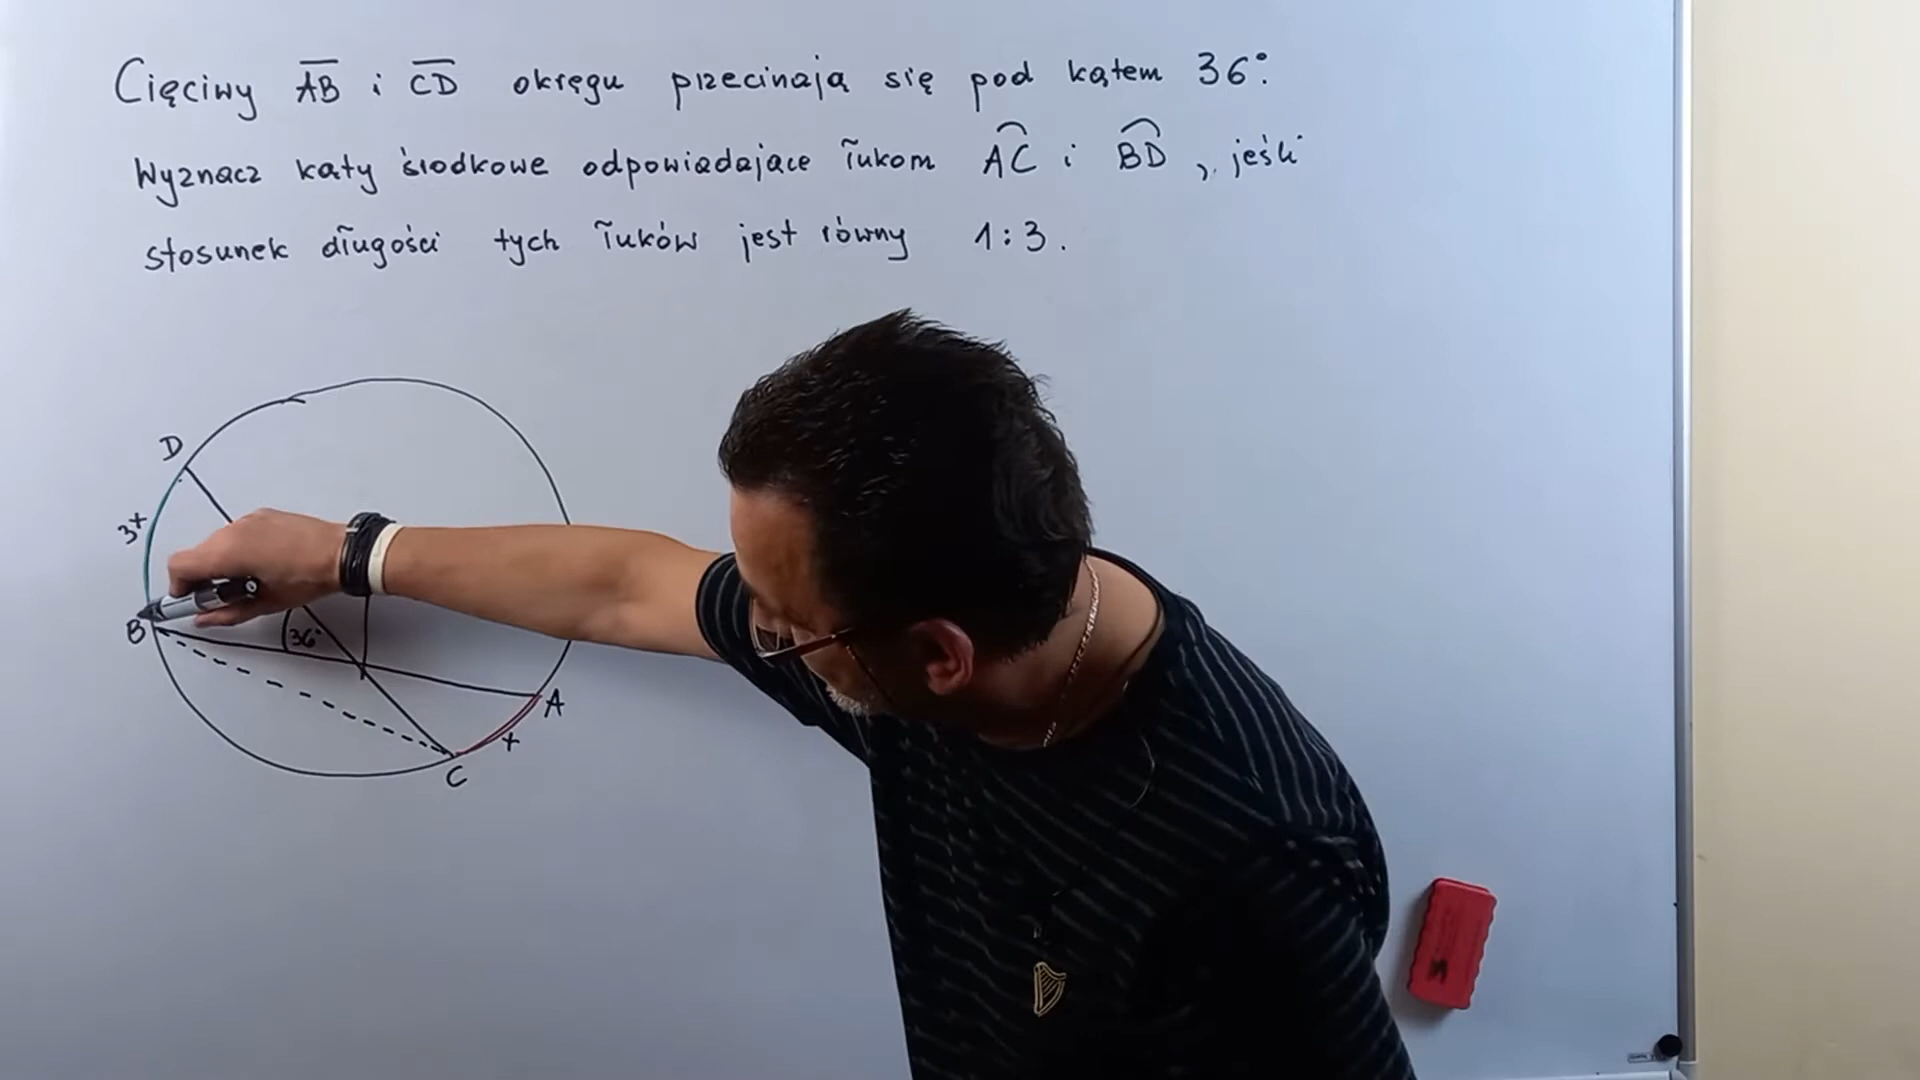 Cięciwy AB i CD okręgu przecinają się pod kątem 36°.
Wyznacz kąty środkowe odpowiadające łukom AC i BD, jeśli
stosunek długości tych łuków jest równy 1:3.
D
3x
B
36°
A
x
C